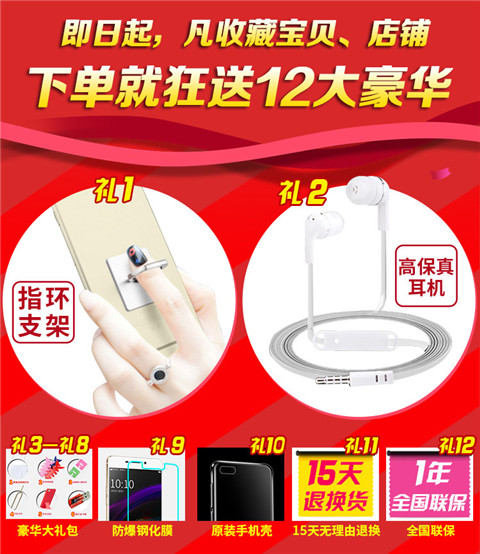 即日起，凡收藏宝贝、店铺
下单就狂送12大豪华
礼1
指环
支架
礼2
高保真
耳机
礼3—礼8
豪华大礼包
礼9
10:10
防爆钢化膜
礼10
原装手机壳
礼11
15天
退换货
15天无理由退换
礼12
1年
全国联保
全国联保